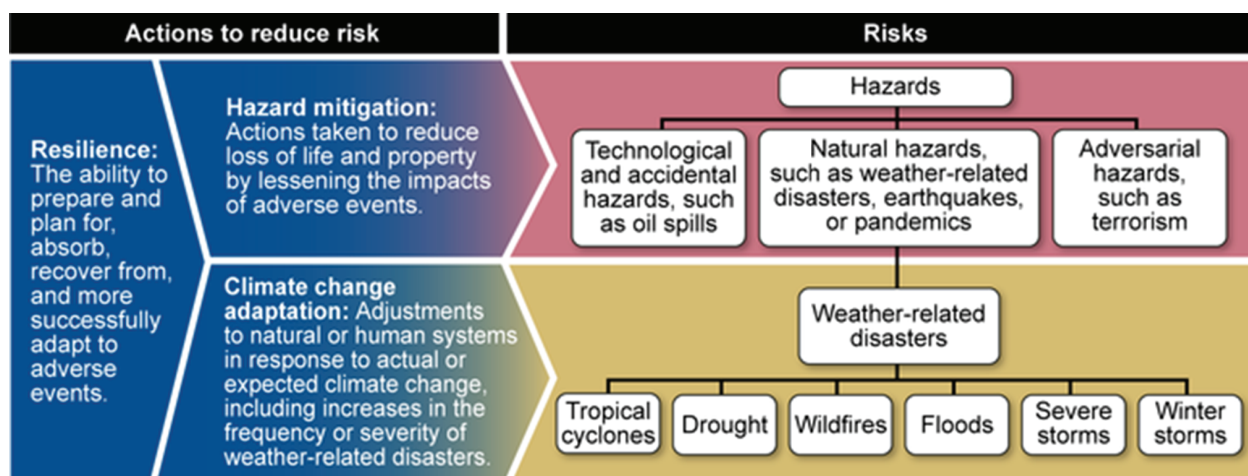 Actions to reduce risk
Risks
Resilience:
The ability to
prepare and
plan for,
absorb,
recover from,
and more
successfully
adapt to
adverse
events.
Hazard mitigation:
Actions taken to reduce
loss of life and property
by lessening the impacts
of adverse events.
Climate change
adaptation: Adjustments
to natural or human systems
in response to actual or
expected climate change,
including increases in the
frequency or severity of
weather-related disasters.
Hazards
Technological
and accidental
hazards, such
as oil spills
Natural hazards,
such as weather-related
disasters, earthquakes,
or pandemics
Adversarial
hazards,
such as
terrorism
Weather-related
disasters
Tropical
cyclones
Drought
Wildfires
Floods
Severe
storms
Winter
storms